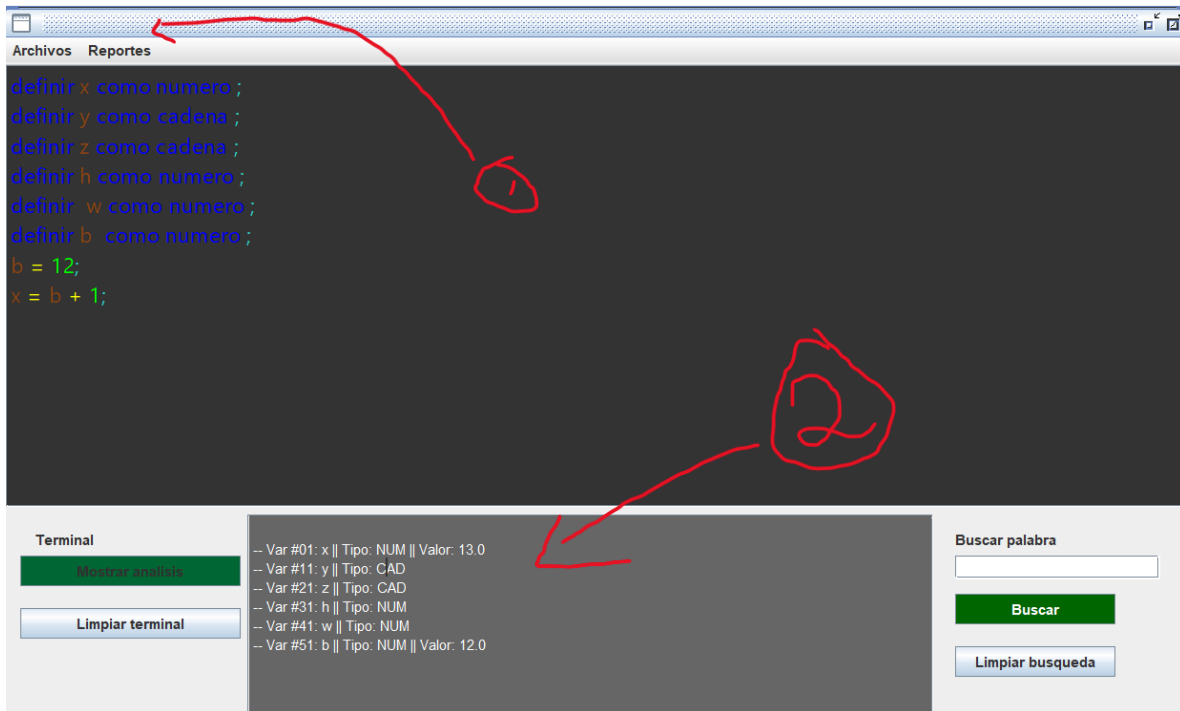 Archivos Reportes
definir x como numero ;
definir y como cadena ;
definir z como cadena ;
definir h como numero ;
definir  w como numero ;
definir b  como numero ;
b = 12;
x = b + 1;
1
2
Terminal
Mostrar analisis
Limpiar terminal
-- Var #01: x || Tipo: NUM || Valor: 13.0
-- Var #11: y || Tipo: CAD
-- Var #21: z || Tipo: CAD
-- Var #31: h || Tipo: NUM
-- Var #41: w || Tipo: NUM
-- Var #51: b || Tipo: NUM || Valor: 12.0
Buscar palabra
Buscar
Limpiar busqueda